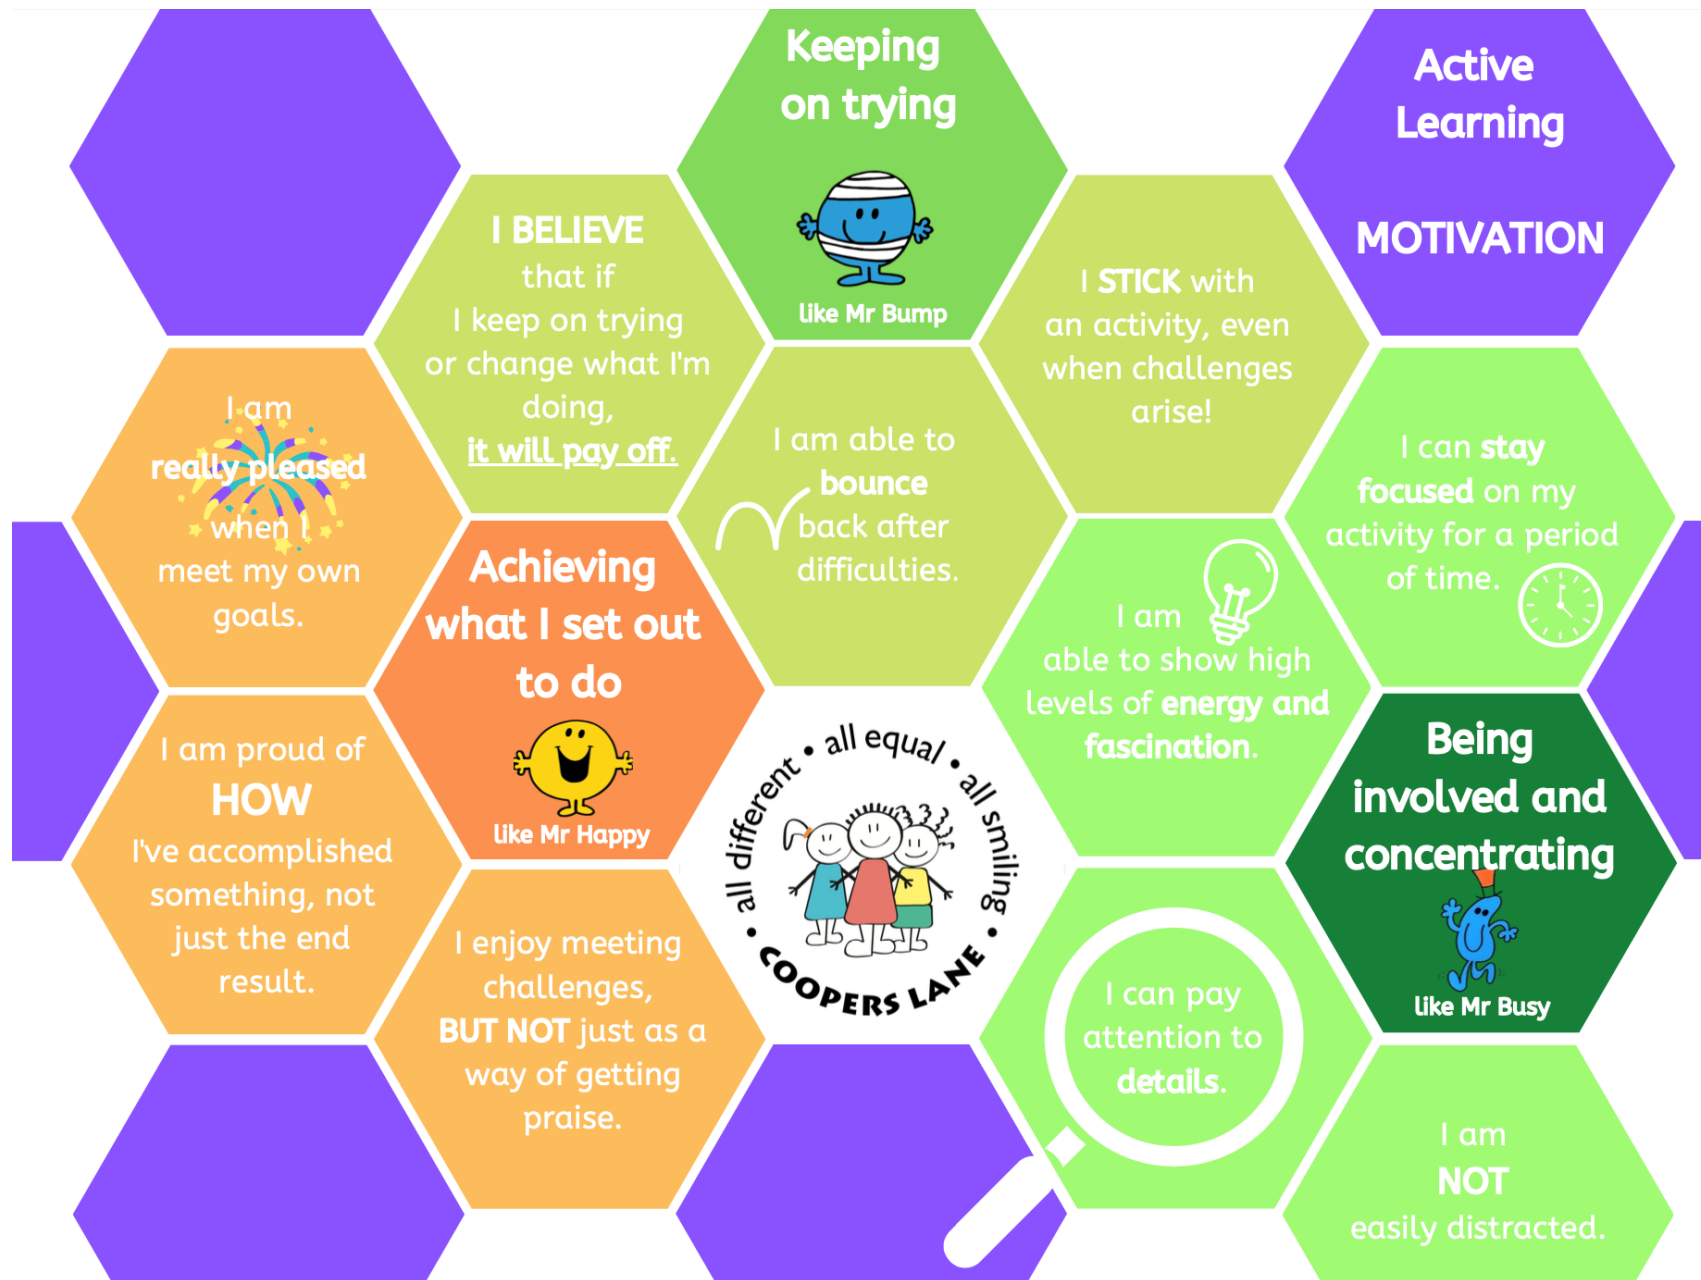 Keeping
on trying
like Mr Bump
Active
Learning
MOTIVATION
I BELIEVE
that if
I keep on trying
or change what I'm
doing,
it will pay off.
I STICK with
an activity, even
when challenges
arise!
I am
really pleased
when I
meet my own
goals.
I am able to
bounce
back after
difficulties.
I can stay
focused on my
activity for a period
of time.
Achieving
what I set out
to do
like Mr Happy
I am
able to show high
levels of energy and
fascination.
I am proud of
HOW
I've accomplished
something, not
just the end
result.
all different • all equal • all smiling
• COOPERS LANE •
Being
involved and
concentrating
like Mr Busy
I enjoy meeting
challenges,
BUT NOT just as a
way of getting
praise.
I can pay
attention to
details.
I am
NOT
easily distracted.